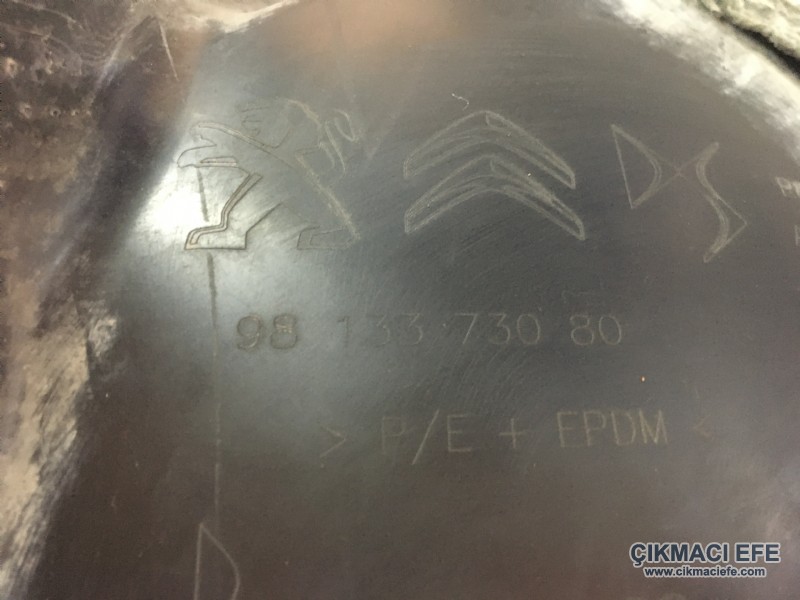 98 133 730 80
> P/E + EPDM <
D
ÇIKMACI EFE
www.cikmaciefe.com